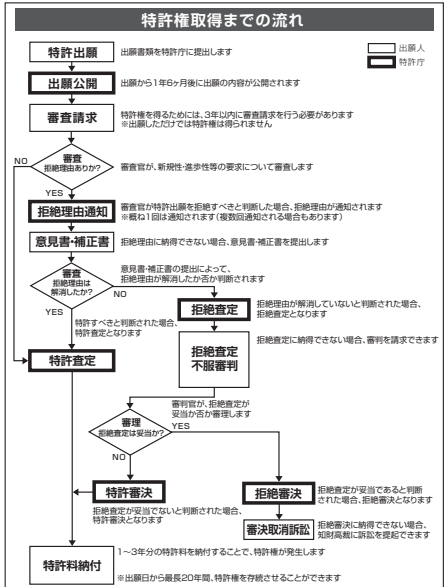 特許権取得までの流れ
出願人
特許庁
特許出願
出願書類を特許庁に提出します
出願公開
出願から1年6ヶ月後に出願の内容が公開されます
審査請求
特許権を得るためには、3年以内に審査請求を行う必要があります
※出願しただけでは特許権は得られません
NO
審査
拒絶理由ありか?
審査官が、新規性・進歩性等の要求について審査します
YES
拒絶理由通知
審査官が特許出願を拒絶すべきと判断した場合、拒絶理由が通知されます
※概ね1回は通知されます(複数回通知される場合もあります)
意見書・補正書
拒絶理由に納得できない場合、意見書・補正書を提出します
審査
拒絶理由は
解消したか?
意見書・補正書の提出によって、
拒絶理由が解消したか否か判断されます
NO
YES
拒絶査定
拒絶理由が解消していないと判断された場合、
拒絶査定となります
特許すべきと判断された場合、
特許査定となります
特許査定
拒絶査定
不服審判
拒絶査定に納得できない場合、審判を請求できます
審判官が、拒絶査定が
妥当か否か審理します
審理
拒絶査定は妥当か?
YES
NO
特許審決
拒絶査定が妥当でないと判断された場合、
特許審決となります
拒絶審決
拒絶査定が妥当であると判断
された場合、拒絶審決となります
審決取消訴訟
拒絶審決に納得できない場合、
知財高裁に訴訟を提起できます
特許料納付
1〜3年分の特許料を納付することで、特許権が発生します
※出願日から最長20年間、特許権を存続させることができます